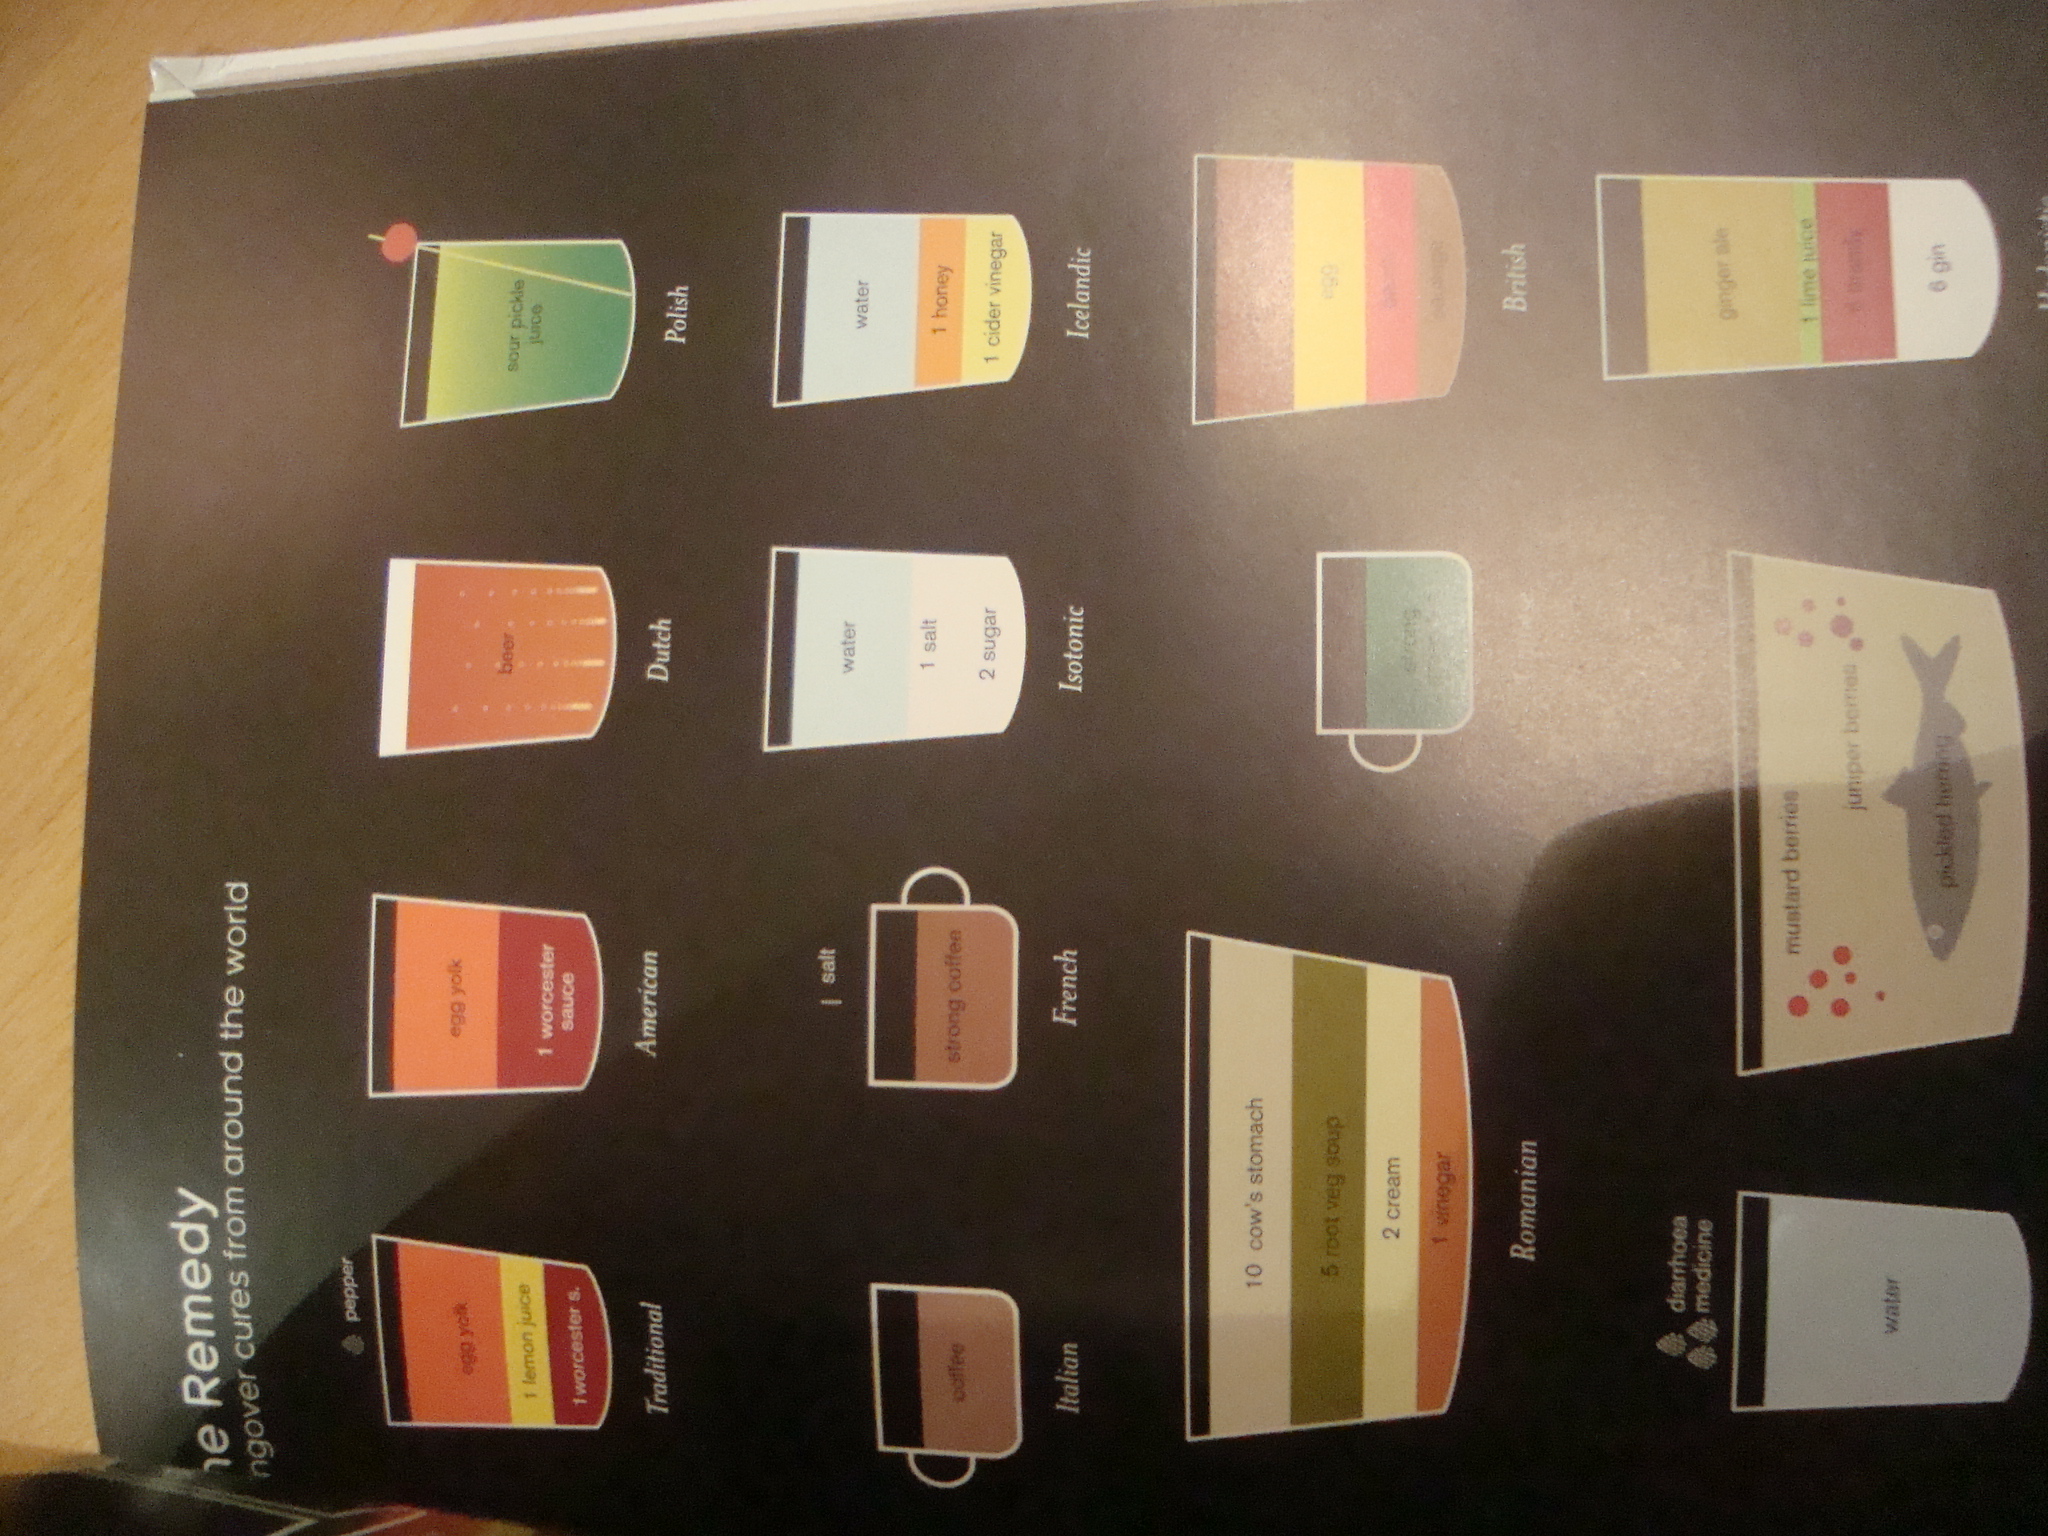 ne Remedy
ngover cures from around the world
pepper
egg yolk
1 lemon juice
1 worcester s.
Traditional
egg yolk
1 worcester
sauce
American
beer
Dutch
sour pickle
juice
Polish
coffee
Italian
1 salt
strong coffee
French
water
1 salt
2 sugar
Isotonic
water
1 honey
1 cider vinegar
Icelandic
10 cow's stomach
5 root veg soup
2 cream
1 vinegar
Romanian
strong
egg
British
diarrhoea
medicine
water
mustard berries
juniper berries
pickled herring
ginger ale
1 lime juice
6 gin